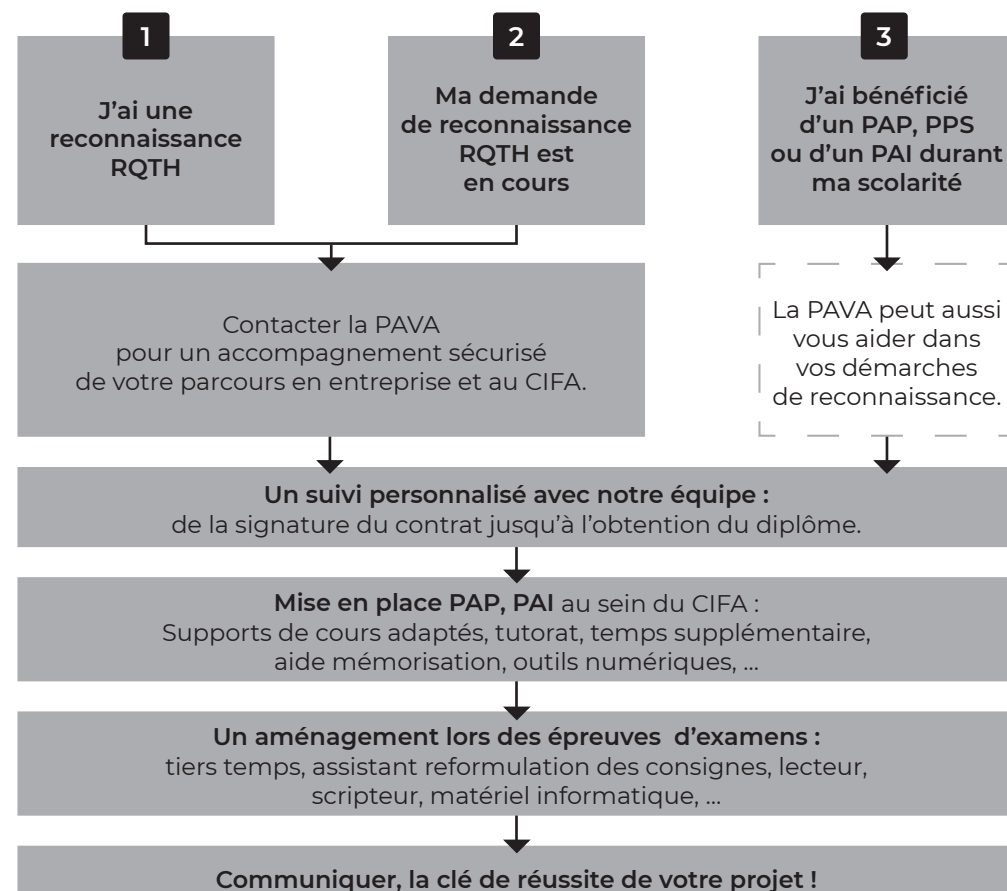 1
J'ai une
reconnaissance
RQTH
2
Ma demande
de reconnaissance
RQTH est
en cours
3
J'ai bénéficié
d'un PAP, PPS
ou d'un PAI durant
ma scolarité
Contacter la PAVA
pour un accompagnement sécurisé
de votre parcours en entreprise et au CIFA.
La PAVA peut aussi
vous aider dans
vos démarches
de reconnaissance.
Un suivi personnalisé avec notre équipe :
de la signature du contrat jusqu'à l'obtention du diplôme.
Mise en place PAP, PAI au sein du CIFA :
Supports de cours adaptés, tutorat, temps supplémentaire,
aide mémorisation, outils numériques, ...
Un aménagement lors des épreuves d'examens :
tiers temps, assistant reformulation des consignes, lecteur,
scripteur, matériel informatique, ...
Communiquer, la clé de réussite de votre projet !